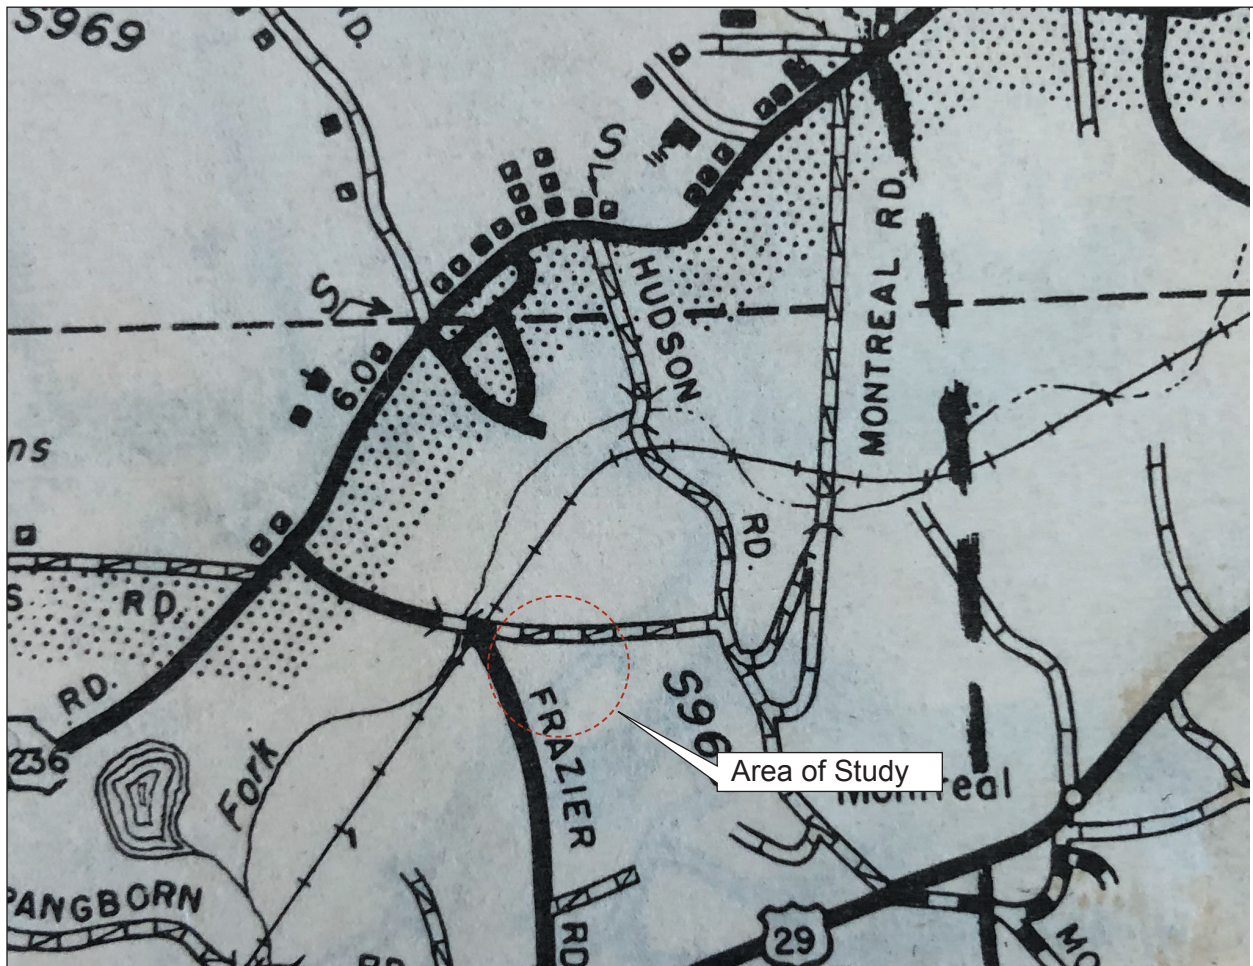 S969
RD.
S
HUDSON
MONTREAL RD.
S
6.0
RD.
RD.
RD.
S96
FRAZIER
Area of Study
236
Fork
Montreal
PANGBORN
29
RD